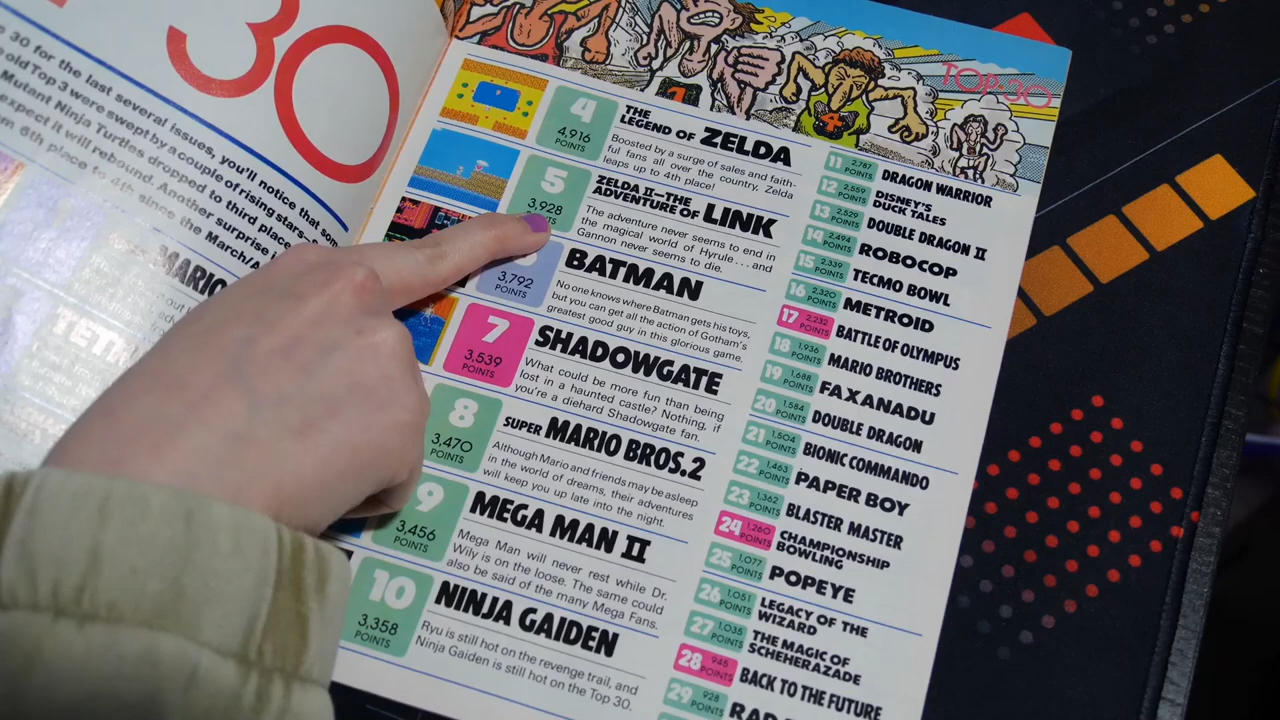 30
30 for the last several issues, you'll notice that som
old Top 3 were swept by a couple of rising stars
Mutant Ninja Turtles dropped to third place
expect it will rebound. Another surprise i
om 6th place to 4th
since the March/A
MARIO
TETRIS
1
4
TOP-30
4
4,916
POINTS
THE
LEGEND OF ZELDA
Boosted by a surge of sales and faith-
ful fans all over the country, Zelda
leaps up to 4th place!
5
3,928
ZELDA II—THE
ADVENTURE OF LINK
The adventure never seems to end in
the magical world of Hyrule...and
Gannon never seems to die.
3,792
POINTS
BATMAN
No one knows where Batman gets his toys,
but you can get all the action of Gotham's
greatest good guy in this glorious game.
7
3,539
POINTS
SHADOWGATE
What could be more fun than being
lost in a haunted castle? Nothing, if
you're a diehard Shadowgate fan.
8
3,470
POINTS
SUPER MARIO BROS.2
Although Mario and friends may be asleep
in the world of dreams, their adventures
will keep you up late into the night.
9
3,456
POINTS
MEGA MAN II
Mega Man will never rest while Dr.
Wily is on the loose. The same could
also be said of the many Mega Fans.
10
3,358
POINTS
NINJA GAIDEN
Ryu is still hot on the revenge trail, and
Ninja Gaiden is still hot on the Top 30.
11 2,787 POINTS DRAGON WARRIOR
12 2,559 POINTS DISNEY'S
DUCK TALES
13 2,529 POINTS DOUBLE DRAGON II
14 2,494 POINTS ROBOCOP
15 2,339 POINTS TECMO BOWL
16 2,320 POINTS METROID
17 2,232 POINTS BATTLE OF OLYMPUS
18 1,936 POINTS MARIO BROTHERS
19 1,688 POINTS FAXANADU
20 1,584 POINTS DOUBLE DRAGON
21 1,504 POINTS BIONIC COMMANDO
22 1,463 POINTS PAPER BOY
23 1,362 POINTS BLASTER MASTER
24 1,260 POINTS CHAMPIONSHIP
BOWLING
25 1,077 POINTS POPEYE
26 1,051 POINTS LEGACY OF THE
WIZARD
27 1,035 POINTS THE MAGIC OF
SCHEHERAZADE
28 945 POINTS BACK TO THE FUTURE
29 928 POINTS RAD